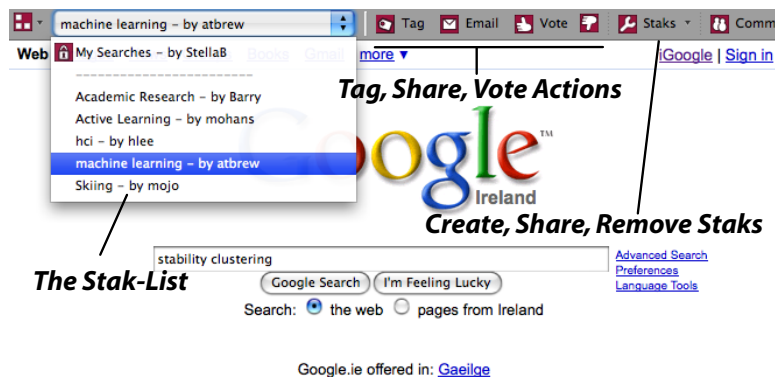 machine learning – by atbrew Tag Email Vote Staks Comm
Web My Searches – by StellaB Books Gmail more ▼ iGoogle | Sign in
------------------------
Academic Research – by Barry
Active Learning – by mohans
hci – by hlee
machine learning – by atbrew
Skiing – by mojo
Tag, Share, Vote Actions
Google™
Ireland
Create, Share, Remove Staks
The Stak-List
stability clustering
Google Search I'm Feeling Lucky
Advanced Search
Preferences
Language Tools
Search: the web pages from Ireland
Google.ie offered in: Gaeilge